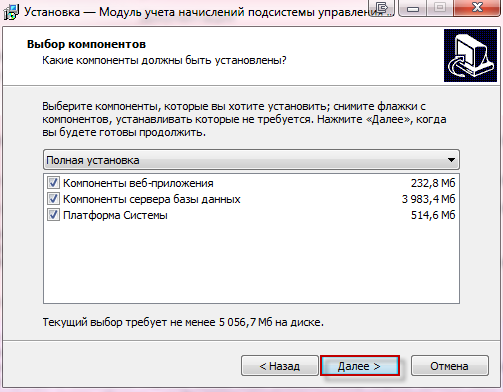 Установка — Модуль учета начислений подсистемы управления ...
Выбор компонентов
Какие компоненты должны быть установлены?
Выберите компоненты, которые вы хотите установить; снимите флажки с
компонентов, устанавливать которые не требуется. Нажмите «Далее», когда
вы будете готовы продолжить.
Полная установка
Компоненты веб-приложения 232,8 Мб
Компоненты сервера базы данных 3 983,4 Мб
Платформа Системы 514,6 Мб
Текущий выбор требует не менее 5 056,7 Мб на диске.
< Назад Далее > Отмена